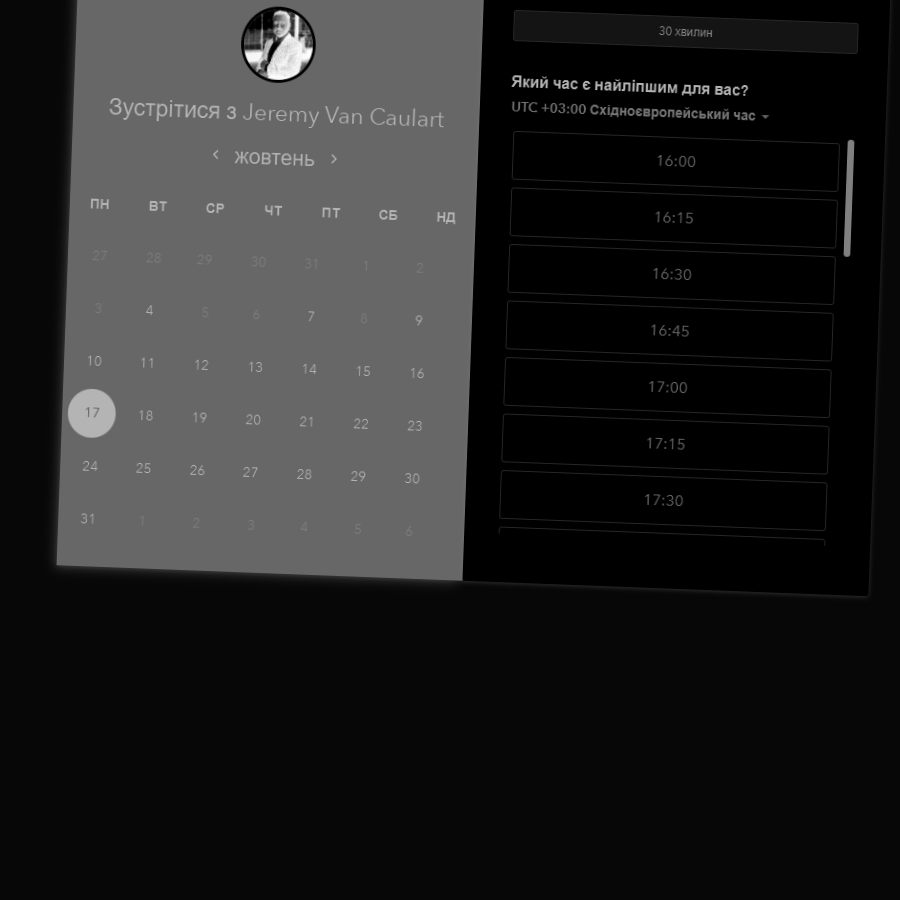 Зустрітися з Jeremy Van Caulart
‹ жовтень ›
ПН ВТ СР ЧТ ПТ СБ НД
27 28 29 30 31 1 2
3 4 5 6 7 8 9
10 11 12 13 14 15 16
17 18 19 20 21 22 23
24 25 26 27 28 29 30
31 1 2 3 4 5 6
30 хвилин
Який час є найліпшим для вас?
UTC +03:00 Східноєвропейський час
16:00
16:15
16:30
16:45
17:00
17:15
17:30